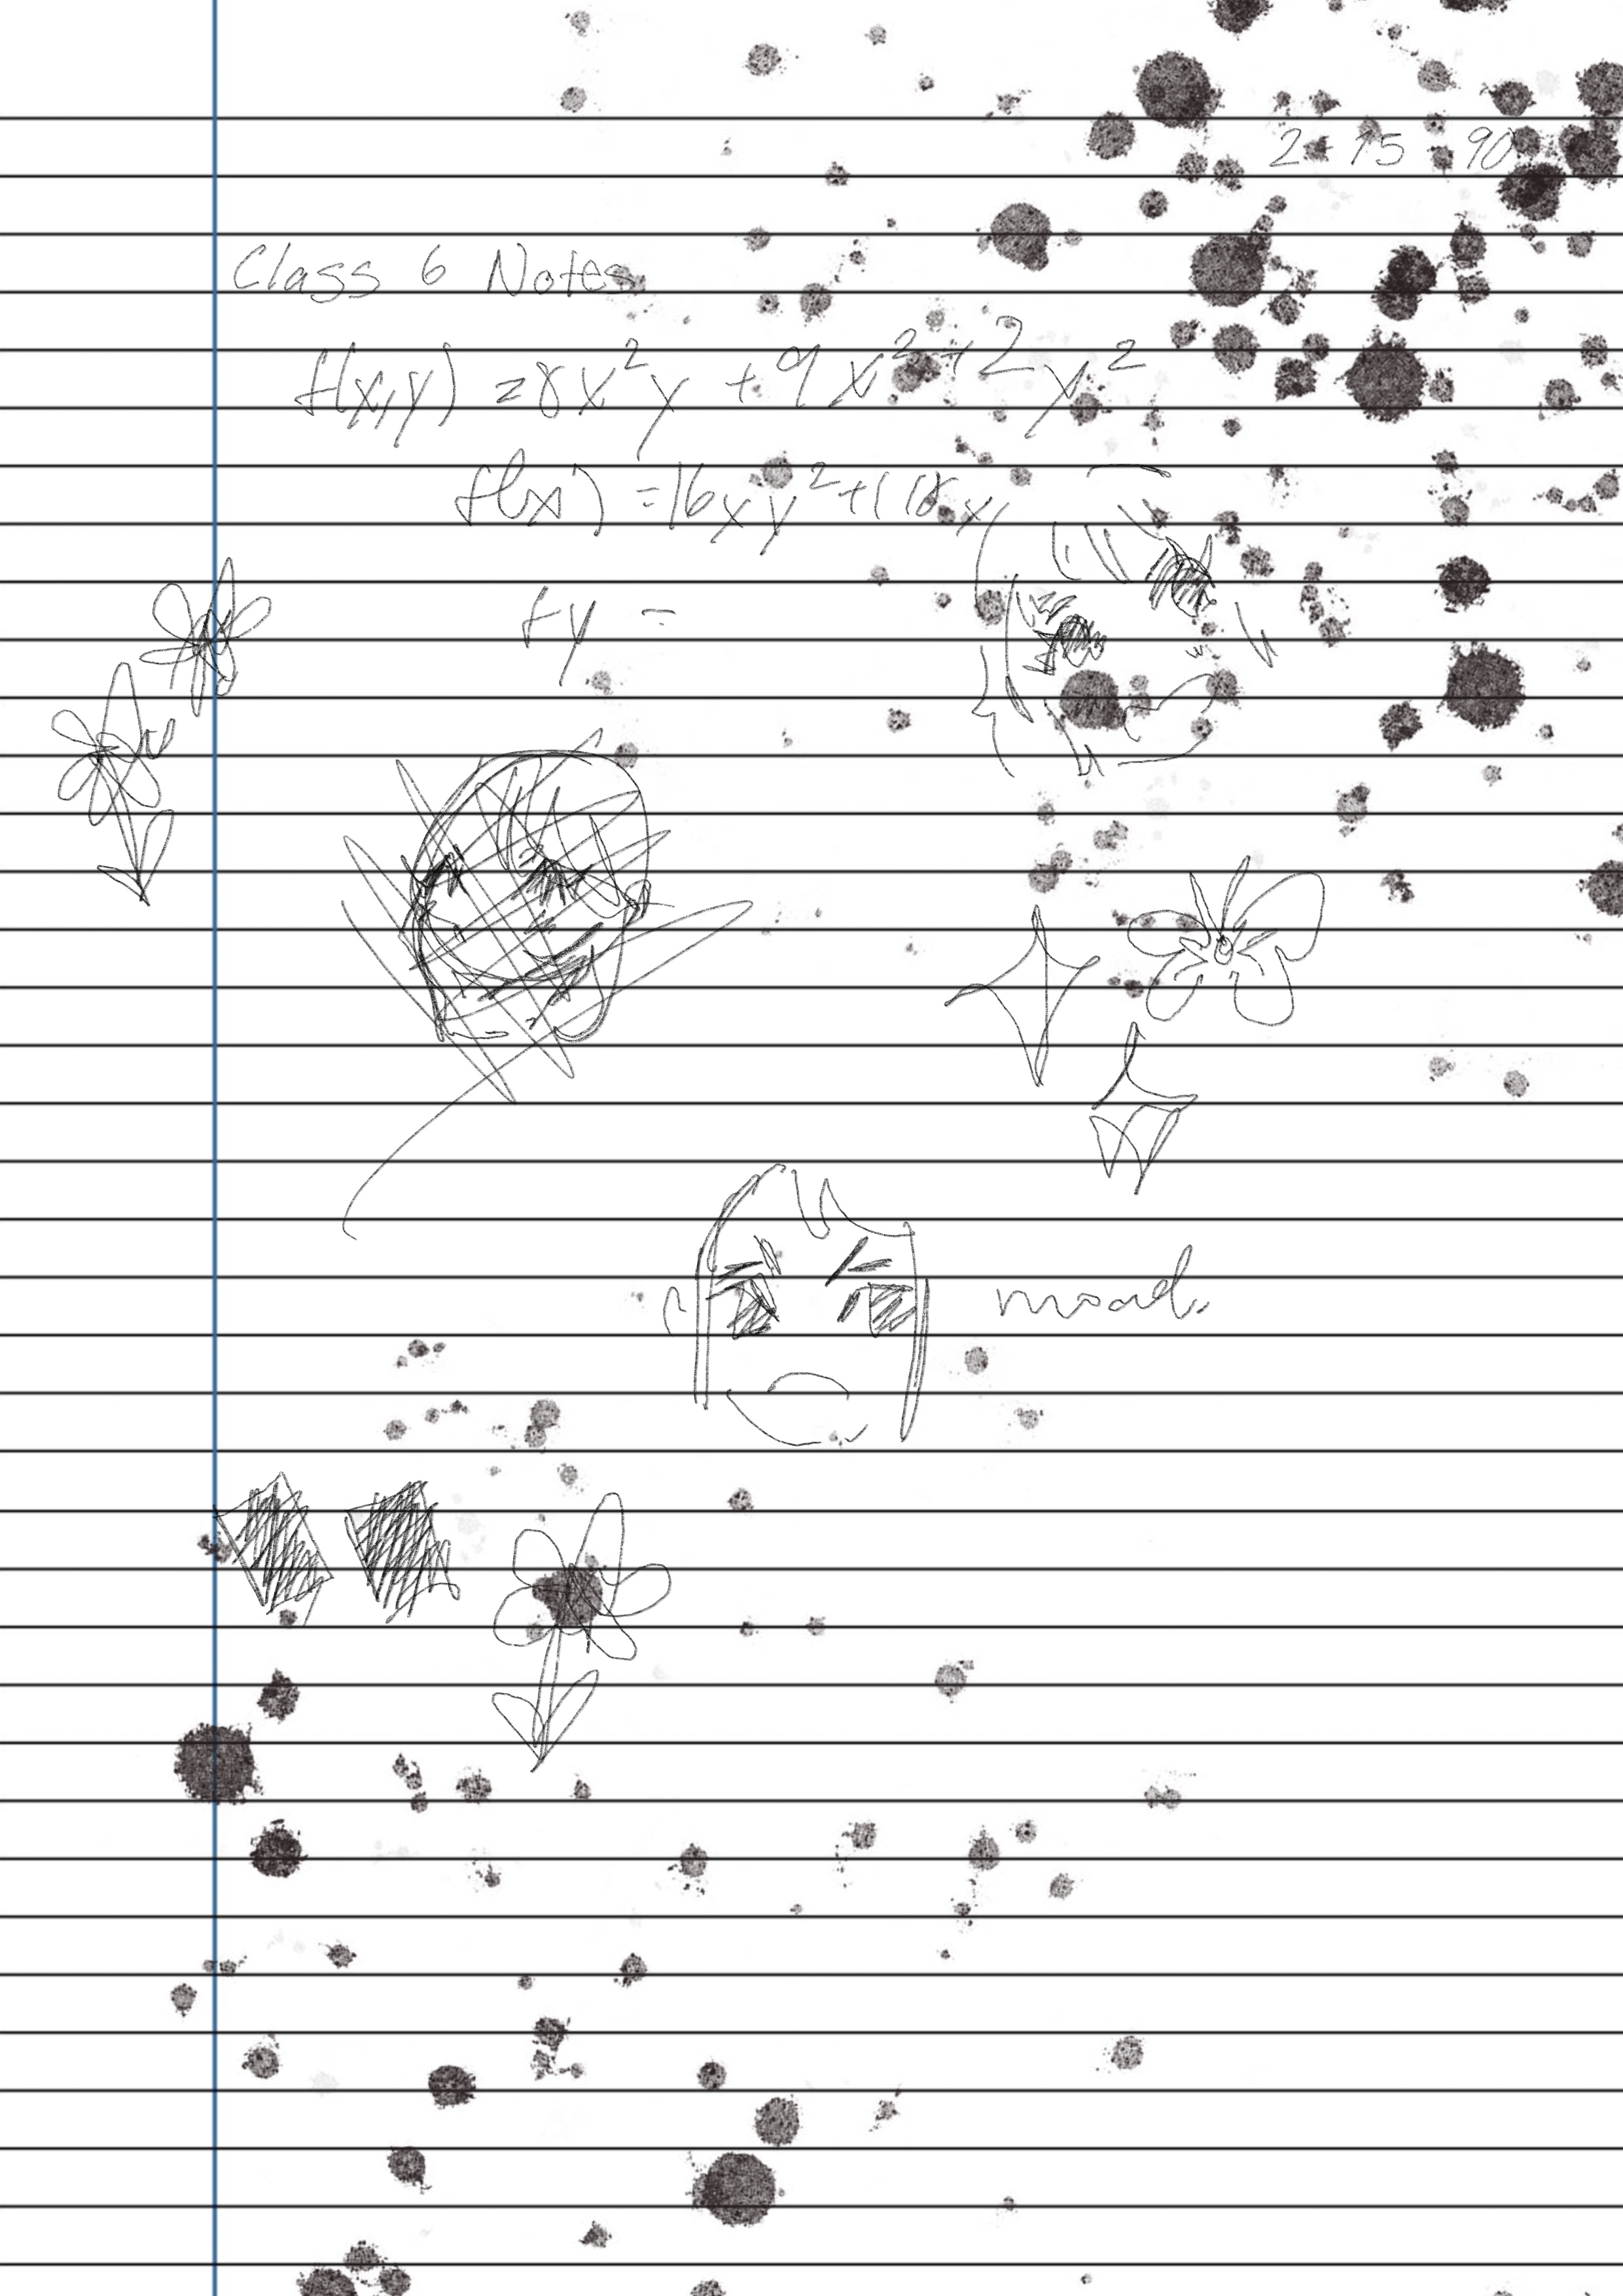 2 15 90
Class 6 Notes
f(x,y) = 8x²y + 9x² + 2y²
f(x) = 16xy² + 18x
fy =
mood.